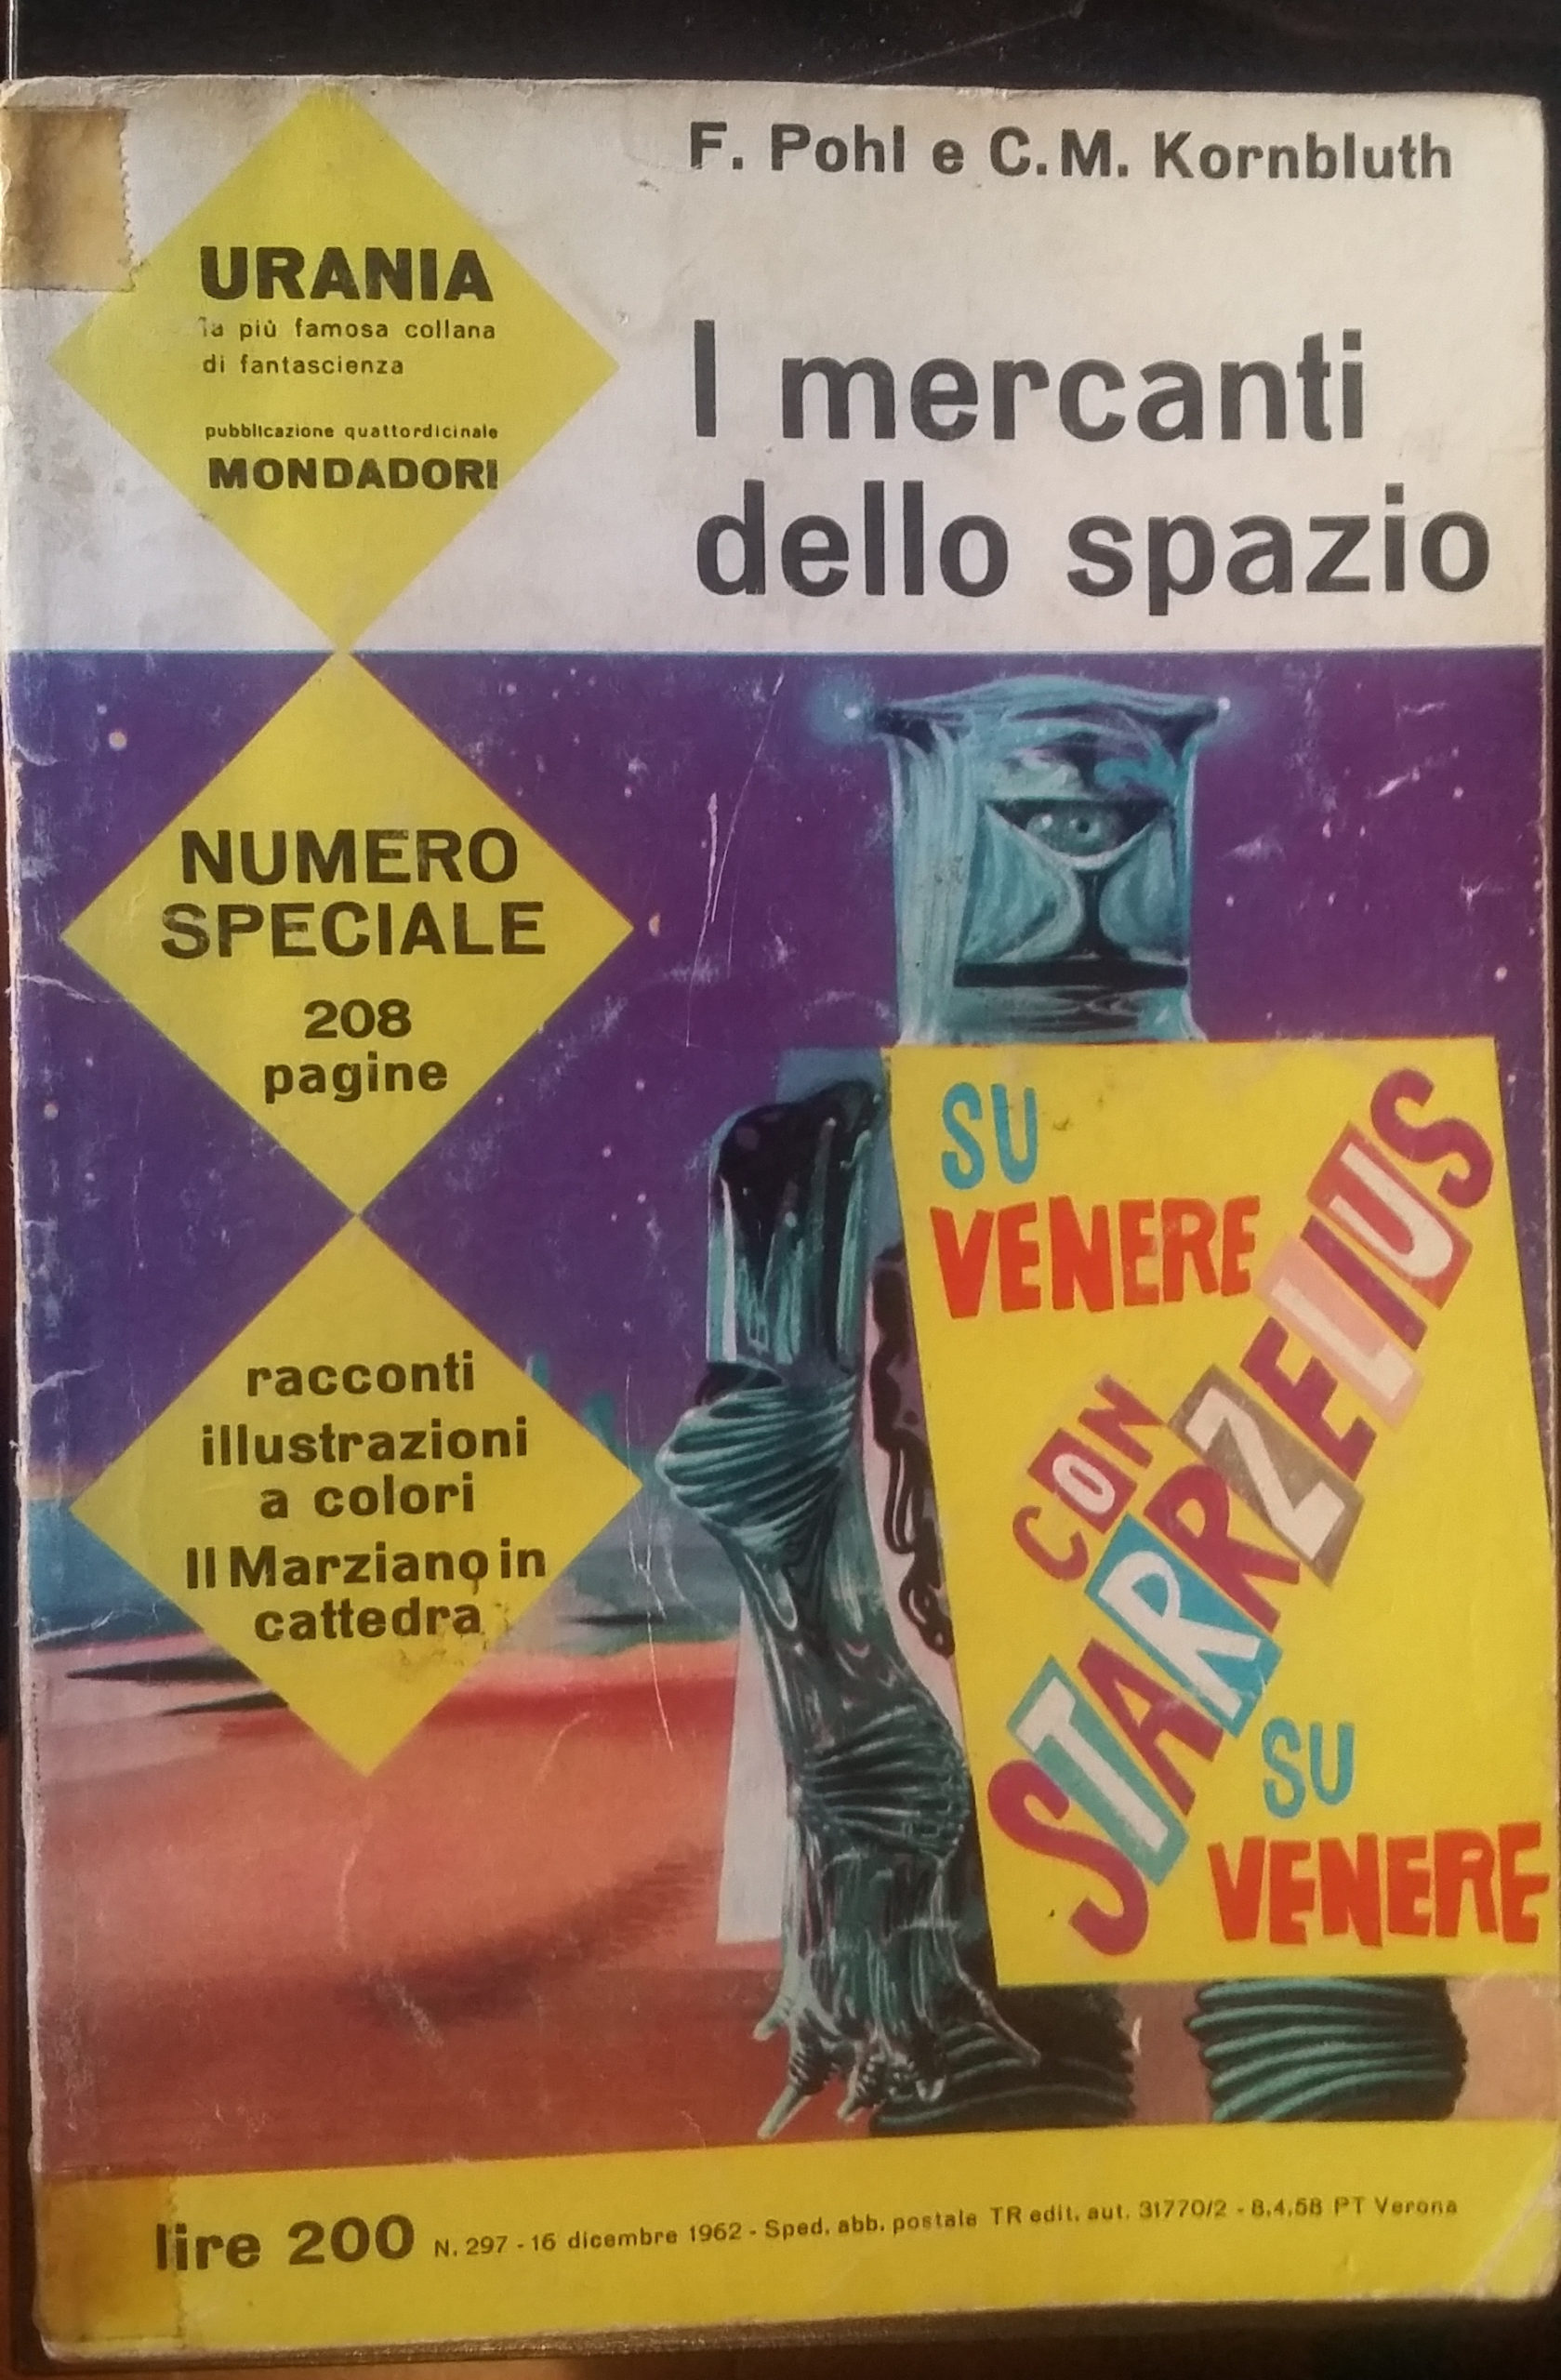 F. Pohl e C.M. Kornbluth
URANIA
la più famosa collana
di fantascienza
pubblicazione quattordicinale
MONDADORI
I mercanti
dello spazio
NUMERO
SPECIALE
208
pagine
racconti
illustrazioni
a colori
Il Marziano in
cattedra
SU
VENERE
CON
STARRZELIUS
SU
VENERE
lire 200 N. 297 - 16 dicembre 1962 - Sped. abb. postale TR edit. aut. 31770/2 - 8.4.58 PT Verona